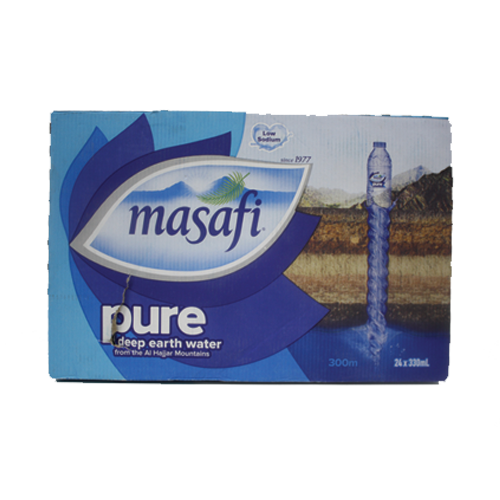 Low
Sodium
since 1977
masafi
pure
deep earth water
from the Al Hajjar Mountains
300m
24 x 330mL